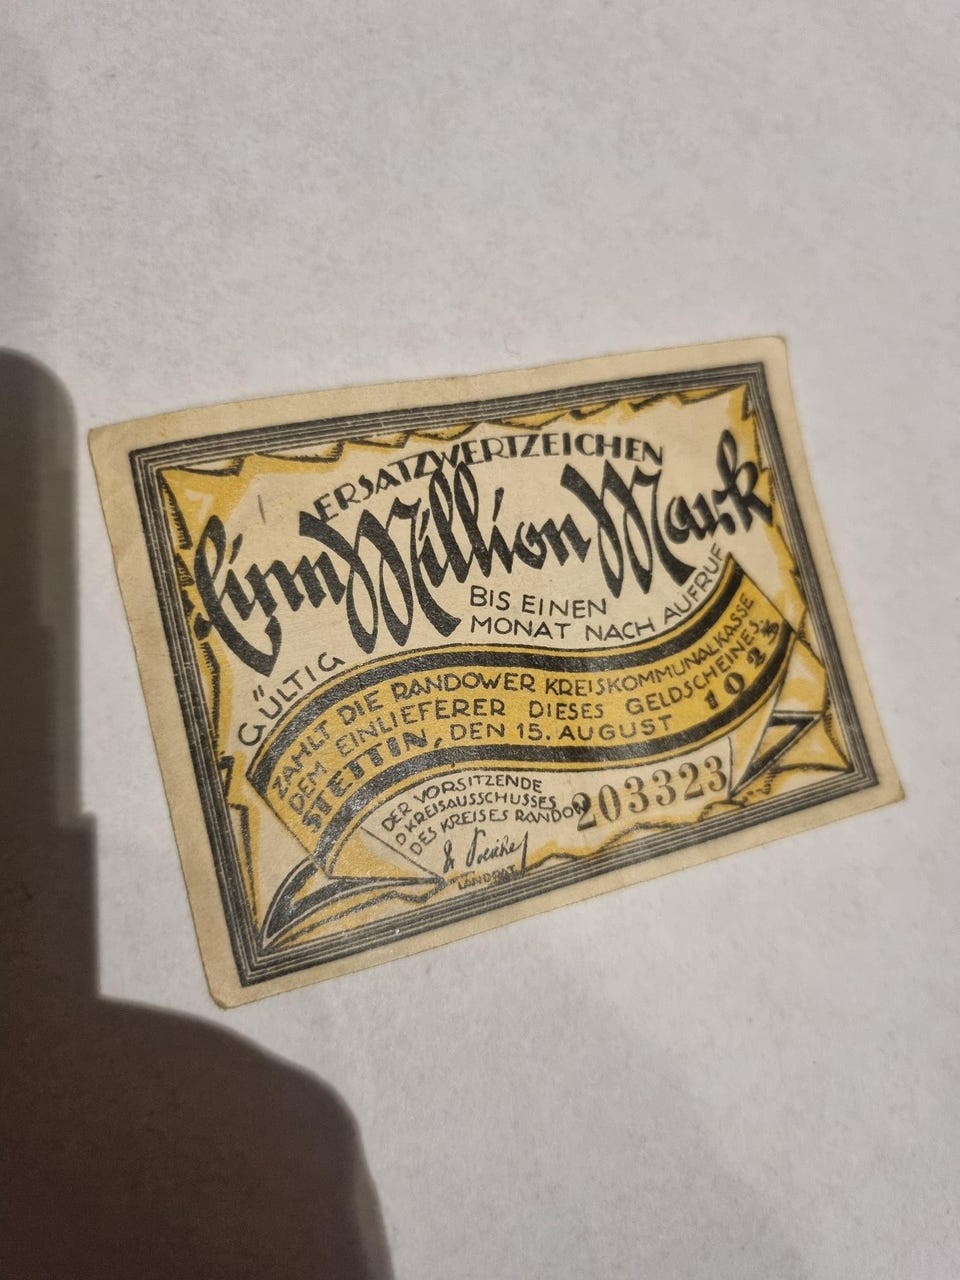 ERSATZWERTZEICHEN
Eine Million Mark
GÜLTIG BIS EINEN
MONAT NACH AUFRUF
ZAHLT DIE RANDOWER KREISKOMMUNALKASSE
DEM EINLIEFERER DIESES GELDSCHEINES.
STETTIN, DEN 15. AUGUST 1923
DER VORSITZENDE
D KREISAUSSCHUSSES
DES KREISES RANDOW
203323
LANDRAT